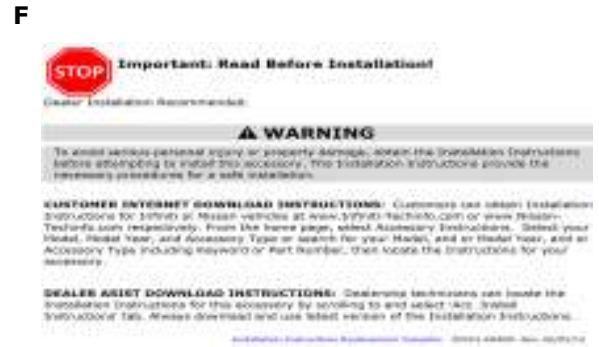 F
STOP
Important: Read Before Installation!
Dealer Installation Recommended.
WARNING
To avoid serious personal injury or property damage, obtain the Installation Instructions
before attempting to install this accessory. The Installation Instructions provide the
necessary procedures for a safe installation.
CUSTOMER INTERNET DOWNLOAD INSTRUCTIONS: Customers can obtain Installation
Instructions for Infiniti or Nissan vehicles at www.Infiniti-Techinfo.com or www.Nissan-
Techinfo.com respectively. From the home page, select Accessory Instructions. Select your
Model, Model Year, and Accessory Type or search for your Model, and or Model Year, and or
Accessory Type including keyword or Part Number, then locate the Instructions for your
accessory.
DEALER ASIST DOWNLOAD INSTRUCTIONS: Dealership technicians can locate the
Installation Instructions for this accessory by scrolling to and select 'Acc. Install
Instructions' tab. Always download and use latest version of the Installation Instructions.
Installation Instructions Replacement Template